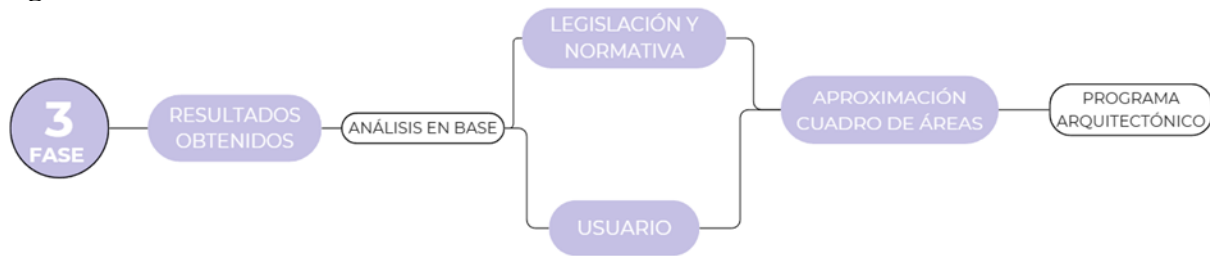 3
FASE
RESULTADOS
OBTENIDOS
ANÁLISIS EN BASE
LEGISLACIÓN Y
NORMATIVA
USUARIO
APROXIMACIÓN
CUADRO DE ÁREAS
PROGRAMA
ARQUITECTÓNICO